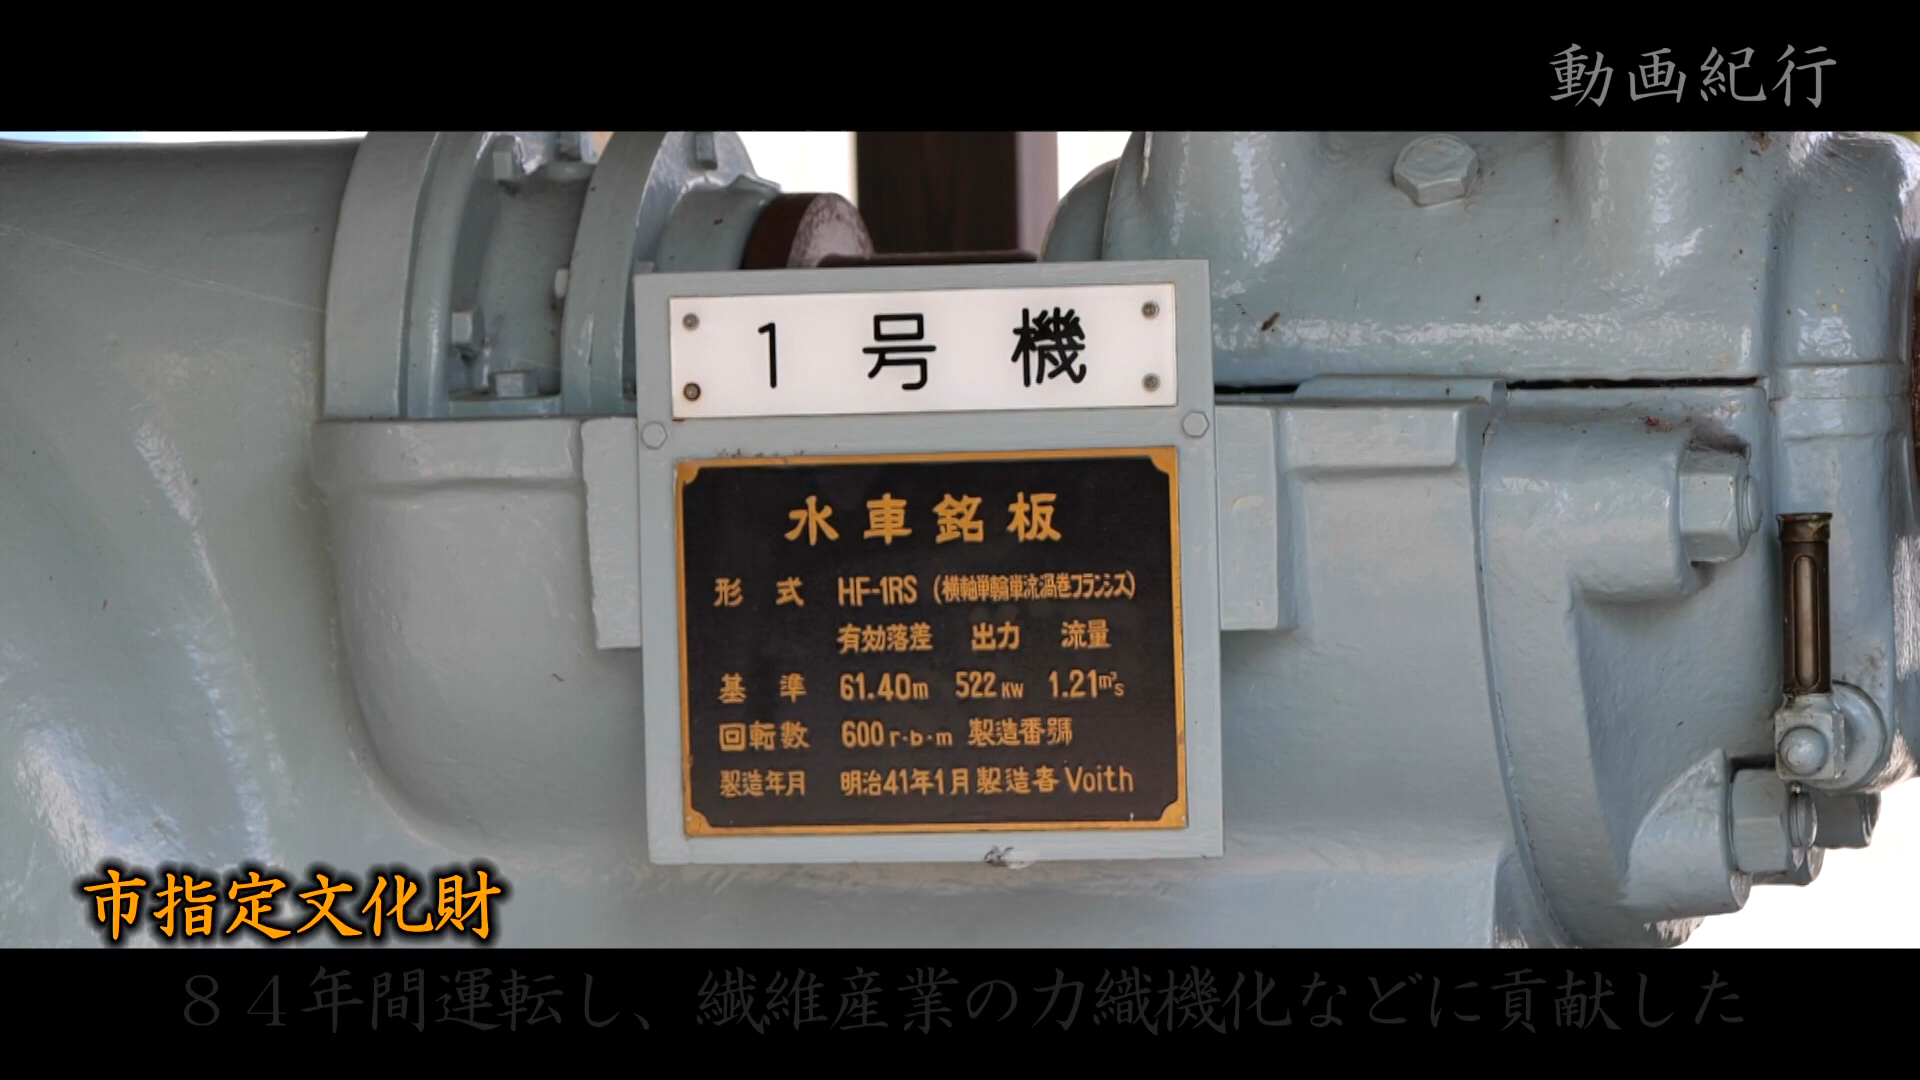 動画紀行
1号機
水車銘板
形式 HF-1RS (横軸単輪単流渦巻フランシス)
有効落差 出力 流量
基準 61.40m 522KW 1.21m³s
回転数 600r·b·m 製造番號
製造年月 明治41年1月 製造者 Voith
市指定文化財
84年間運転し、繊維産業の力織機化などに貢献した